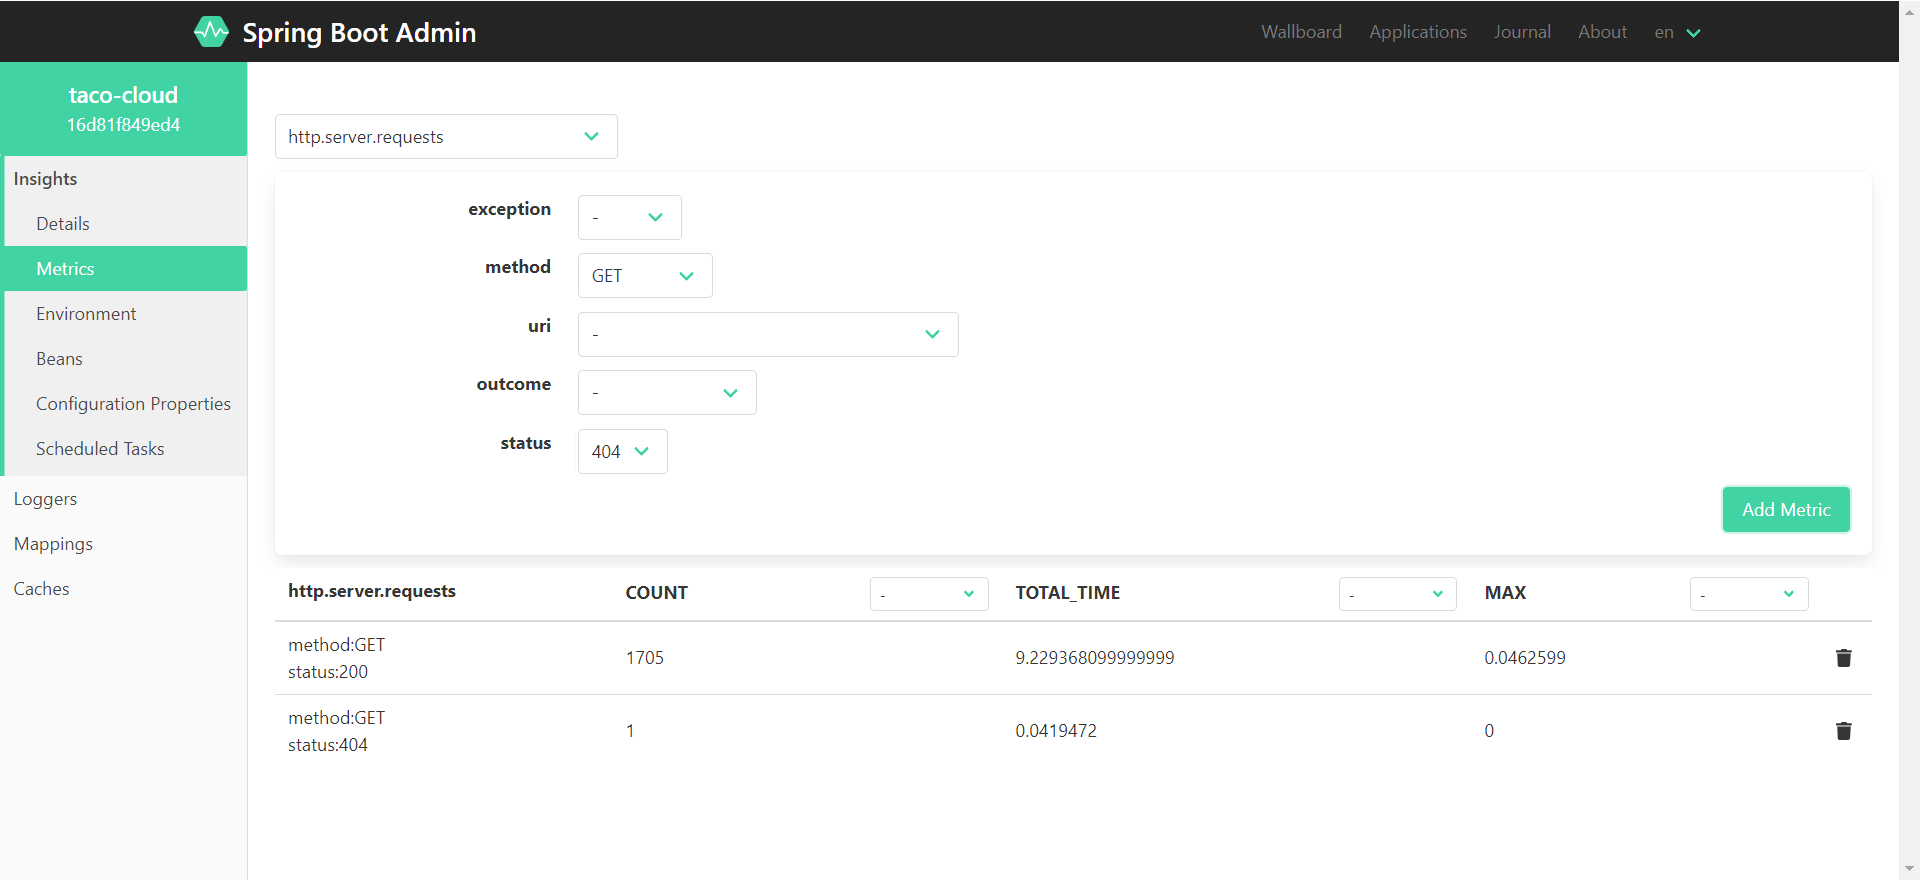 Spring Boot Admin
Wallboard Applications Journal About en
taco-cloud
16d81f849ed4
Insights
Details
Metrics
Environment
Beans
Configuration Properties
Scheduled Tasks
Loggers
Mappings
Caches
http.server.requests
exception -
method GET
uri -
outcome -
status 404
Add Metric
http.server.requests COUNT - TOTAL_TIME - MAX -
method:GET
status:200
1705 9.229368099999999 0.0462599
method:GET
status:404
1 0.0419472 0